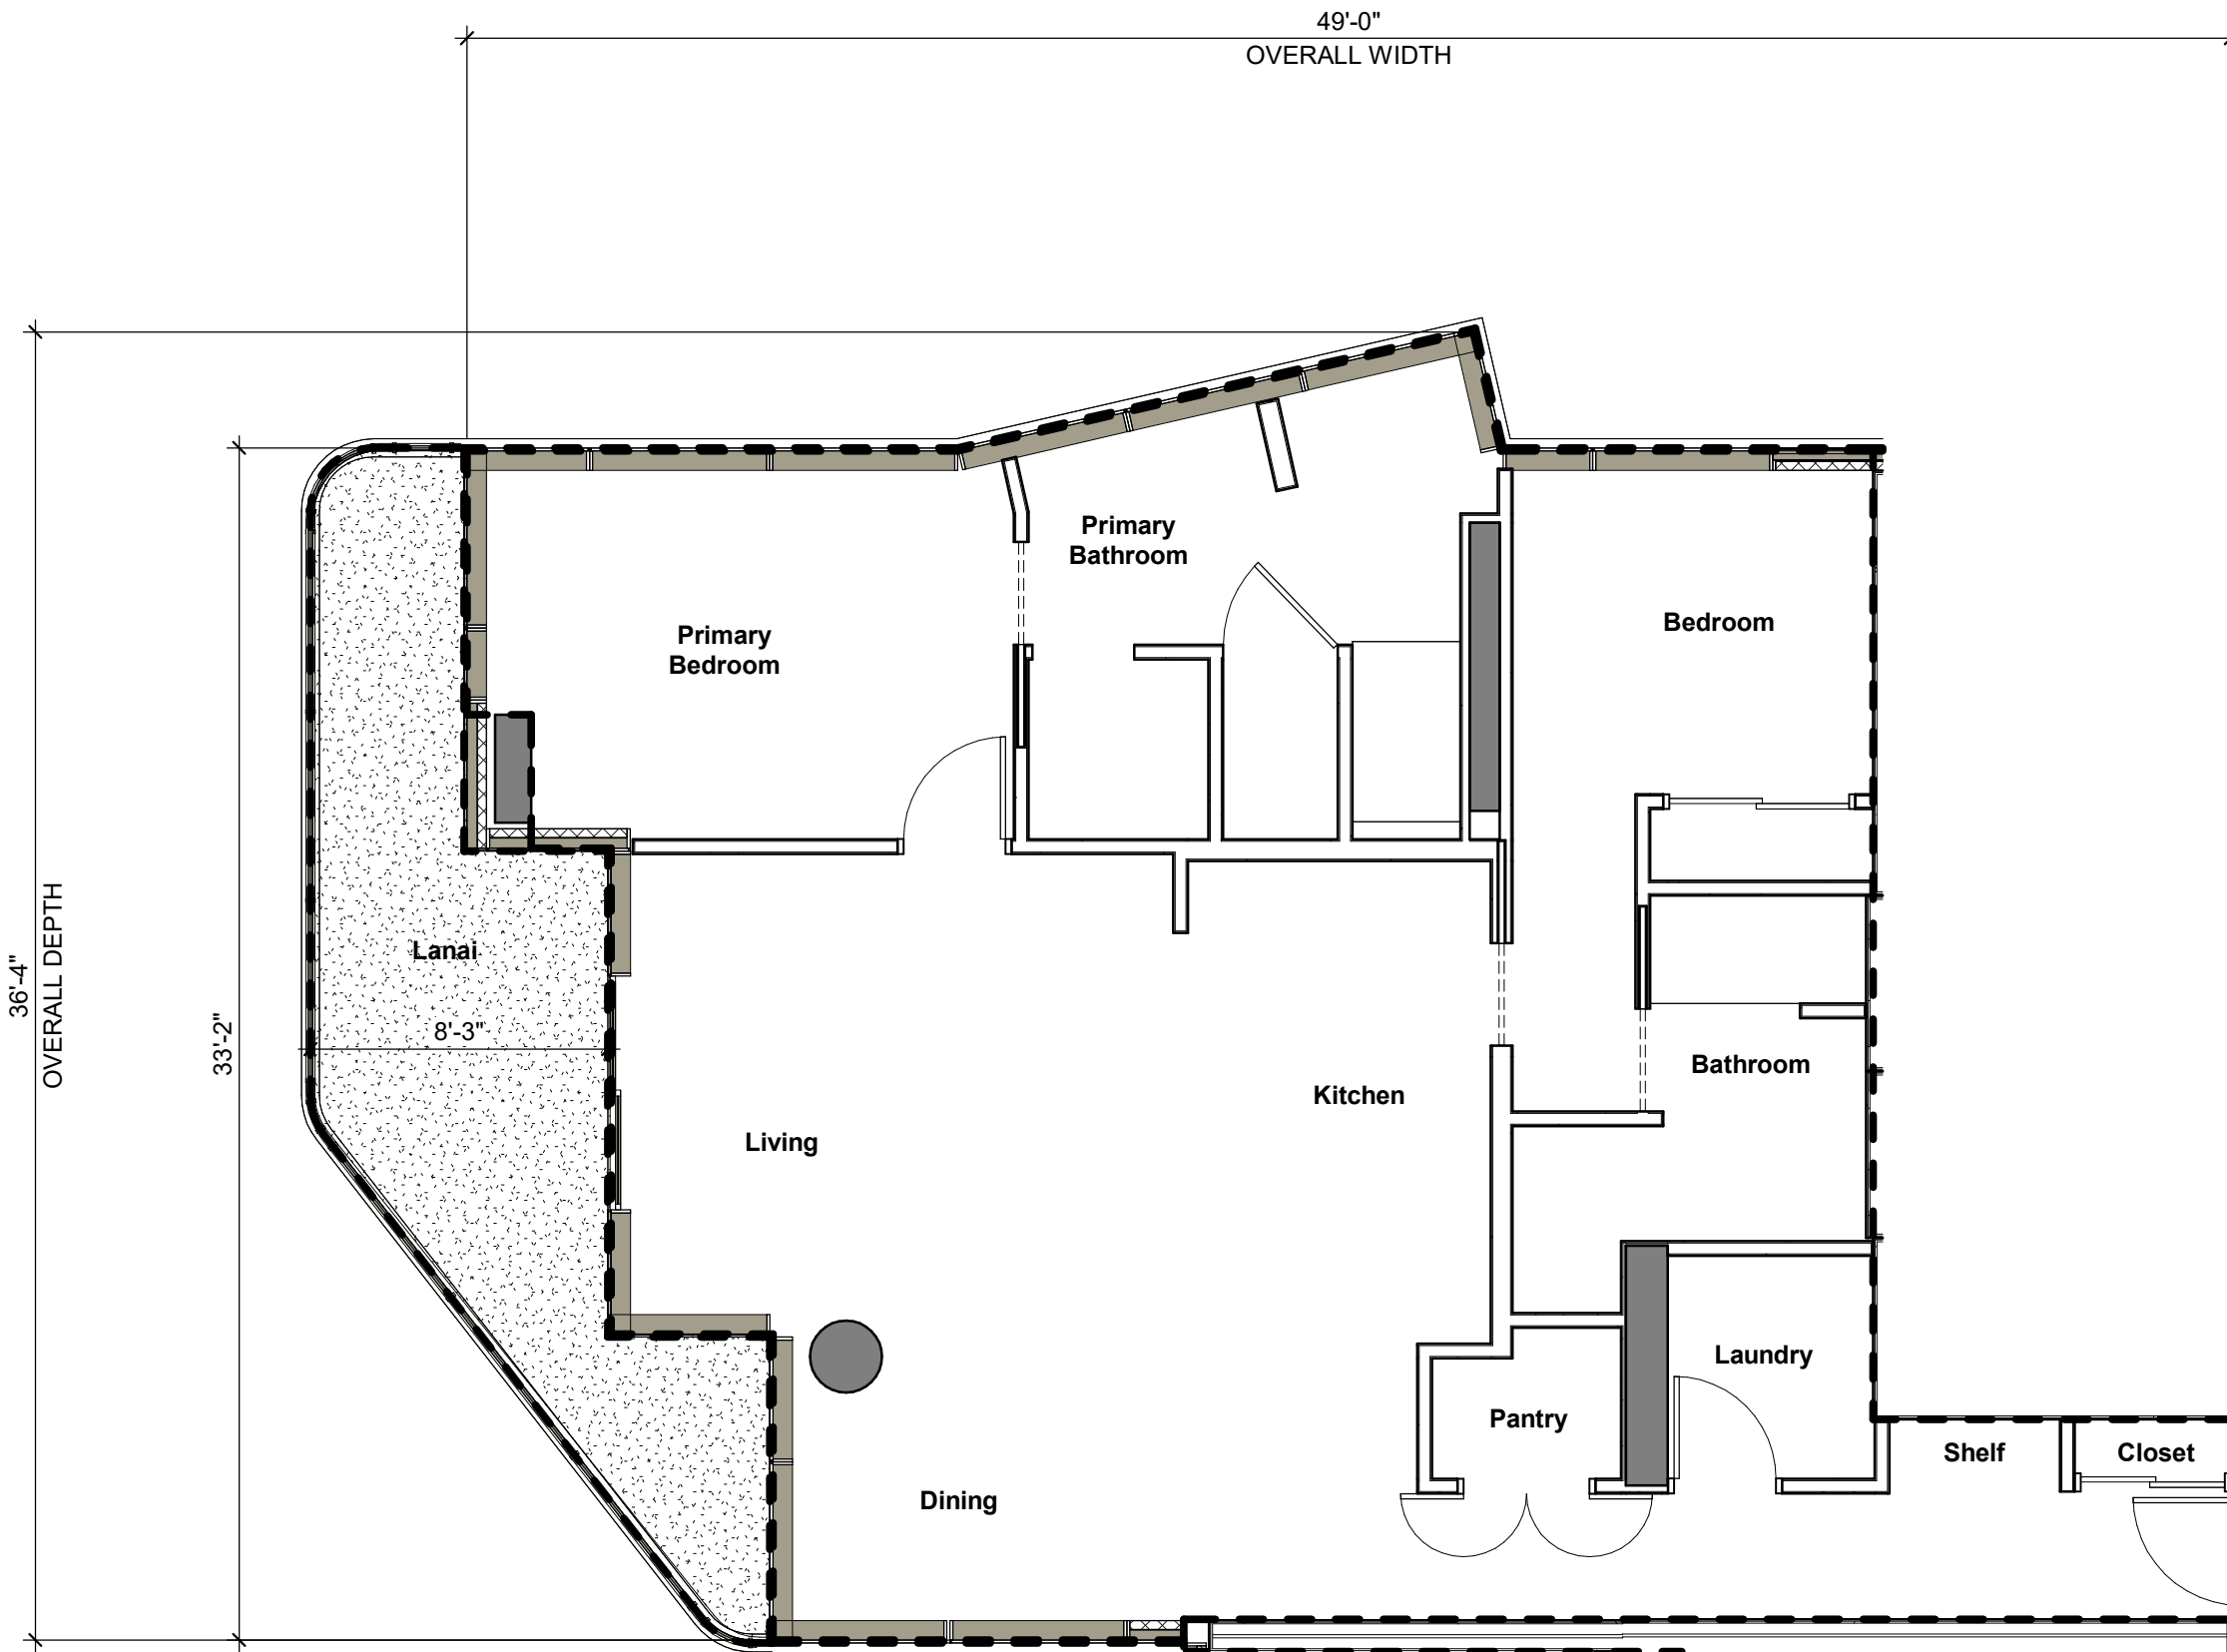 49'-0"
OVERALL WIDTH
Primary
Bathroom
Primary
Bedroom
Bedroom
36'-4"
OVERALL DEPTH
33'-2"
Lanai
8'-3"
Bathroom
Kitchen
Living
Laundry
Pantry
Shelf
Closet
Dining